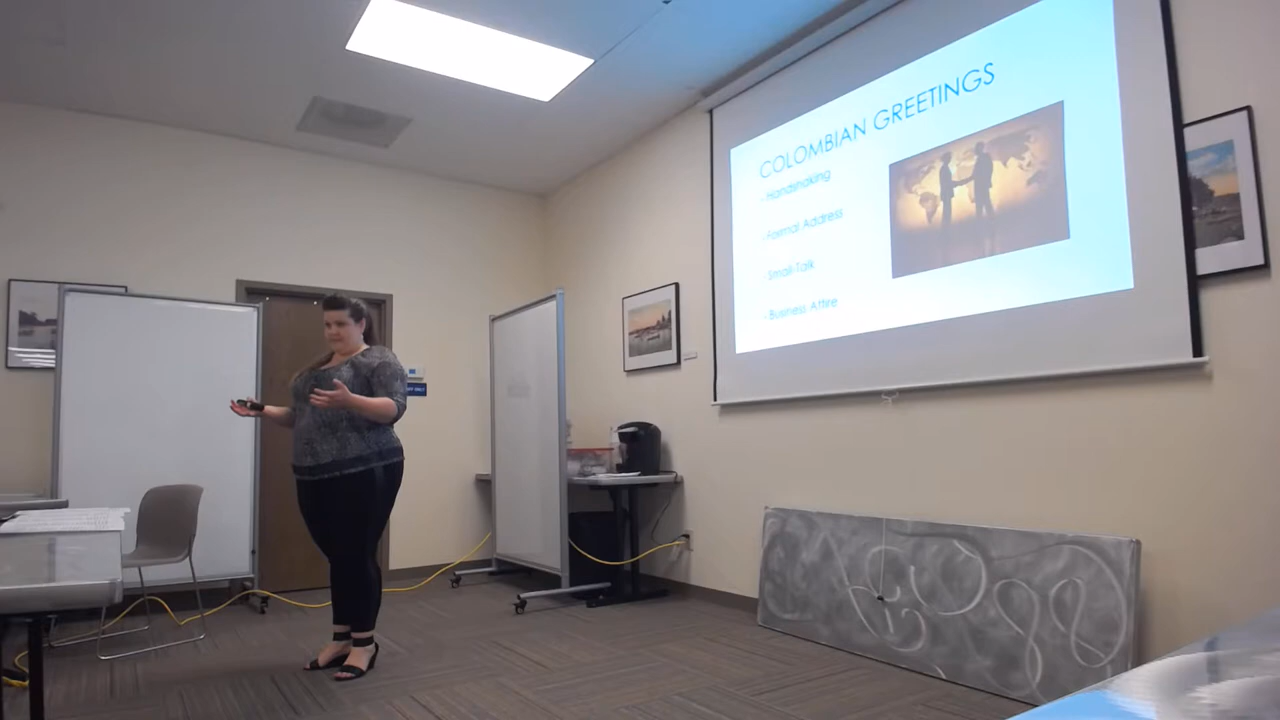 COLOMBIAN GREETINGS
-Handshaking
-Formal Address
-Small-Talk
-Business Attire